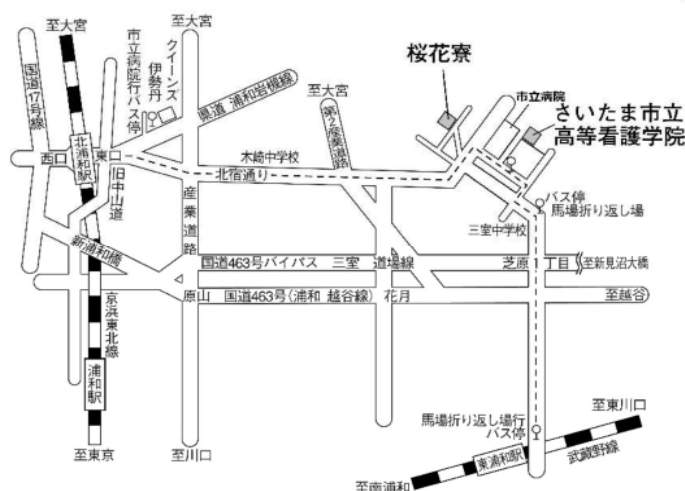 至大宮
国道17号線
市立病院行バス停
伊勢丹
クイーンズ
至大宮
県道 浦和岩槻線
至大宮
第2産業道路
桜花寮
市立病院
さいたま市立
高等看護学院
西口
北浦和駅
東口
旧中山道
木崎中学校
北宿通り
産業道路
バス停
馬場折り返し場
三室中学校
新浦和橋
国道463号バイパス 三室 道場線 芝原1丁目
至新見沼大橋
原山 国道463号(浦和 越谷線) 花月
至越谷
京浜東北線
浦和駅
至東京
至川口
馬場折り返し場行
バス停
至東川口
東浦和駅
武蔵野線
至南浦和